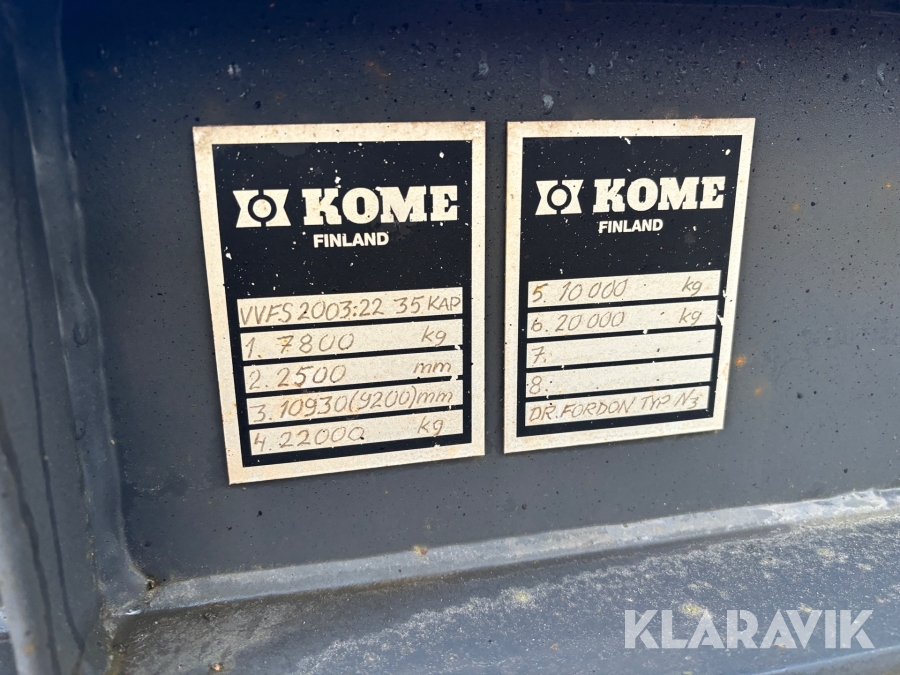 KOME
FINLAND
VVFS 2003:22 35 KAP
1. 7800 kg
2. 2500 mm
3. 10930(9200)mm
4. 22000 kg
KOME
FINLAND
5. 10 000 kg
6. 20 000 kg
7.
8.
DR. FORDON TYP N3
KLARAVIK